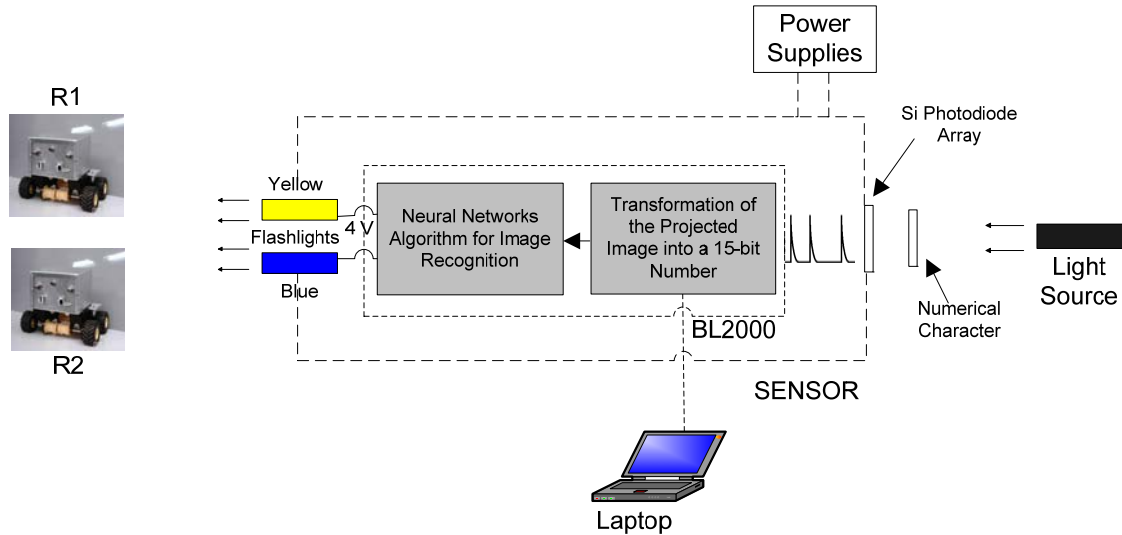 Power
Supplies
R1
Si Photodiode
Array
Yellow
Flashlights
4 V
Blue
Neural Networks
Algorithm for Image
Recognition
Transformation of
the Projected
Image into a 15-bit
Number
Light
Source
Numerical
Character
BL2000
R2
SENSOR
Laptop